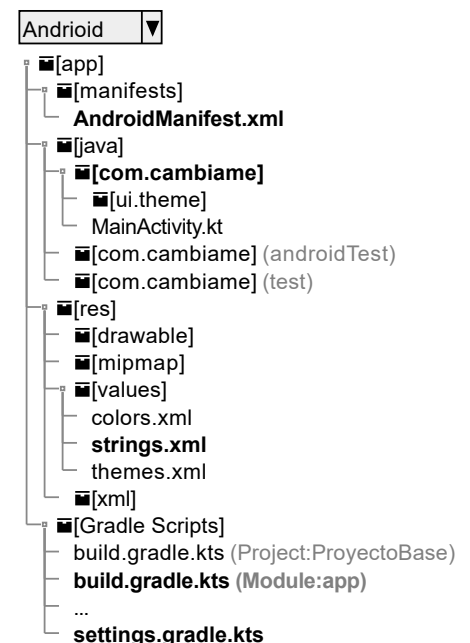 Andrioid
[app]
[manifests]
AndroidManifest.xml
[java]
[com.cambiame]
[ui.theme]
MainActivity.kt
[com.cambiame] (androidTest)
[com.cambiame] (test)
[res]
[drawable]
[mipmap]
[values]
colors.xml
strings.xml
themes.xml
[xml]
[Gradle Scripts]
build.gradle.kts (Project:ProyectoBase)
build.gradle.kts (Module:app)
...
settings.gradle.kts